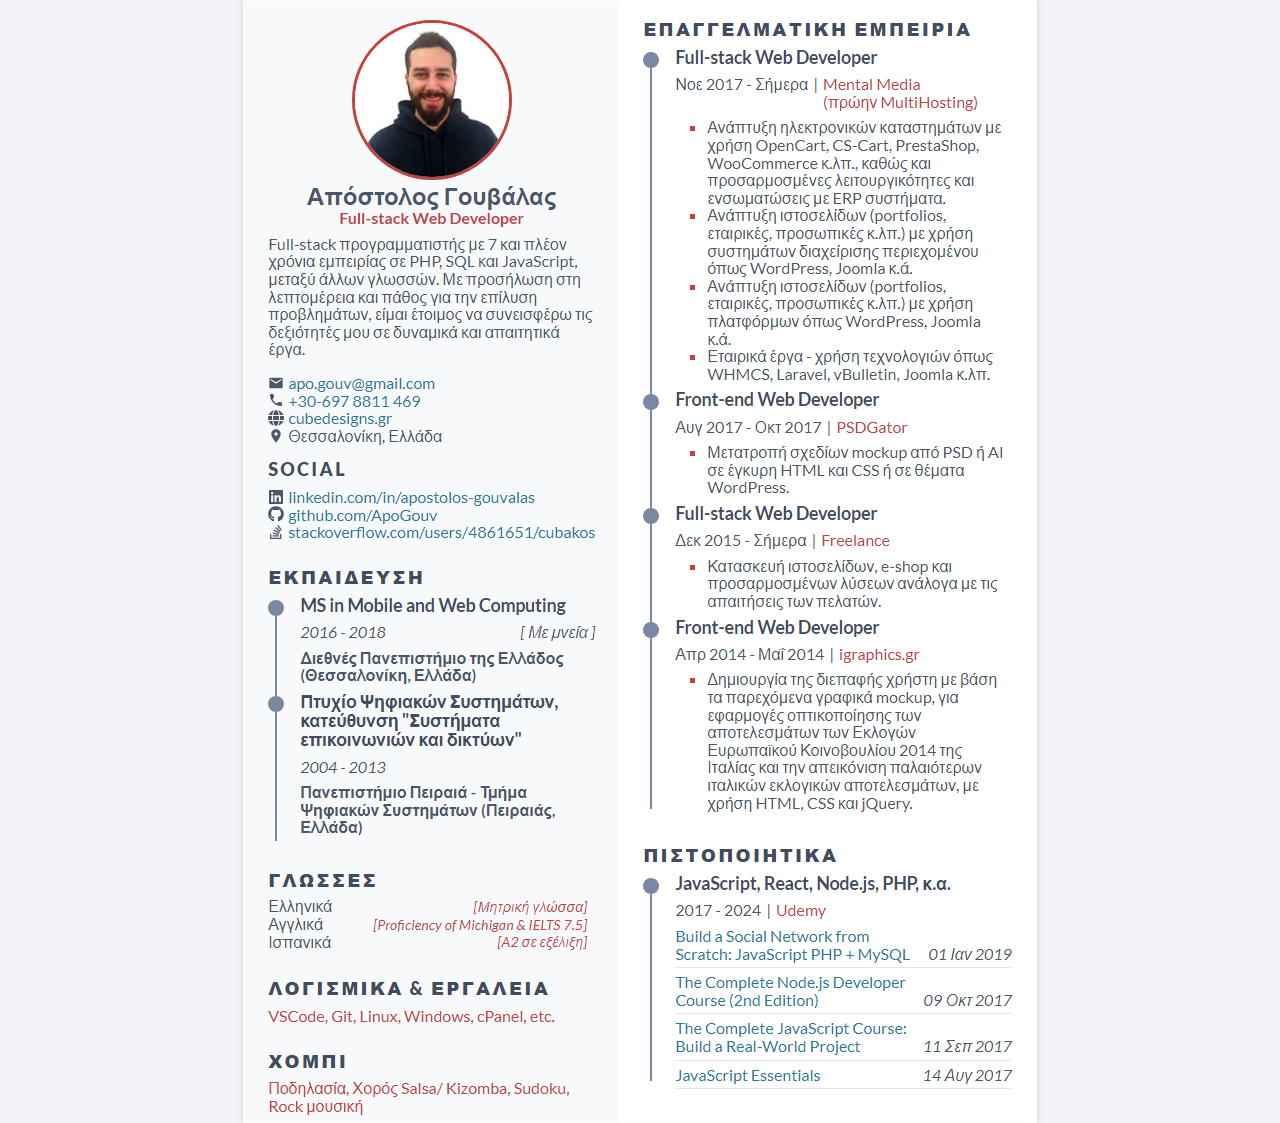 Απόστολος Γουβάλας
Full-stack Web Developer
Full-stack προγραμματιστής με 7 και πλέον
χρόνια εμπειρίας σε PHP, SQL και JavaScript,
μεταξύ άλλων γλωσσών. Με προσήλωση στη
λεπτομέρεια και πάθος για την επίλυση
προβλημάτων, είμαι έτοιμος να συνεισφέρω τις
δεξιότητές μου σε δυναμικά και απαιτητικά
έργα.
apo.gouv@gmail.com
+30-697 8811 469
cubedesigns.gr
Θεσσαλονίκη, Ελλάδα
SOCIAL
linkedin.com/in/apostolos-gouvalas
github.com/ApoGouv
stackoverflow.com/users/4861651/cubakos
ΕΚΠΑΙΔΕΥΣΗ
MS in Mobile and Web Computing
2016 - 2018 [ Με μνεία ]
Διεθνές Πανεπιστήμιο της Ελλάδος
(Θεσσαλονίκη, Ελλάδα)
Πτυχίο Ψηφιακών Συστημάτων,
κατεύθυνση "Συστήματα
επικοινωνιών και δικτύων"
2004 - 2013
Πανεπιστήμιο Πειραιά - Τμήμα
Ψηφιακών Συστημάτων (Πειραιάς,
Ελλάδα)
ΓΛΩΣΣΕΣ
Ελληνικά [Μητρική γλώσσα]
Αγγλικά [Proficiency of Michigan & IELTS 7.5]
Ισπανικά [A2 σε εξέλιξη]
ΛΟΓΙΣΜΙΚΑ & ΕΡΓΑΛΕΙΑ
VSCode, Git, Linux, Windows, cPanel, etc.
ΧΟΜΠΙ
Ποδηλασία, Χορός Salsa/ Kizomba, Sudoku,
Rock μουσική
ΕΠΑΓΓΕΛΜΑΤΙΚΗ ΕΜΠΕΙΡΙΑ
Full-stack Web Developer
Νοε 2017 - Σήμερα | Mental Media
(πρώην MultiHosting)
Ανάπτυξη ηλεκτρονικών καταστημάτων με
χρήση OpenCart, CS-Cart, PrestaShop,
WooCommerce κ.λπ., καθώς και
προσαρμοσμένες λειτουργικότητες και
ενσωματώσεις με ERP συστήματα.
Ανάπτυξη ιστοσελίδων (portfolios,
εταιρικές, προσωπικές κ.λπ.) με χρήση
συστημάτων διαχείρισης περιεχομένου
όπως WordPress, Joomla κ.ά.
Ανάπτυξη ιστοσελίδων (portfolios,
εταιρικές, προσωπικές κ.λπ.) με χρήση
πλατφόρμων όπως WordPress, Joomla
κ.ά.
Εταιρικά έργα - χρήση τεχνολογιών όπως
WHMCS, Laravel, vBulletin, Joomla κ.λπ.
Front-end Web Developer
Αυγ 2017 - Οκτ 2017 | PSDGator
Μετατροπή σχεδίων mockup από PSD ή AI
σε έγκυρη HTML και CSS ή σε θέματα
WordPress.
Full-stack Web Developer
Δεκ 2015 - Σήμερα | Freelance
Κατασκευή ιστοσελίδων, e-shop και
προσαρμοσμένων λύσεων ανάλογα με τις
απαιτήσεις των πελατών.
Front-end Web Developer
Απρ 2014 - Μαΐ 2014 | igraphics.gr
Δημιουργία της διεπαφής χρήστη με βάση
τα παρεχόμενα γραφικά mockup, για
εφαρμογές οπτικοποίησης των
αποτελεσμάτων των Εκλογών
Ευρωπαϊκού Κοινοβουλίου 2014 της
Ιταλίας και την απεικόνιση παλαιότερων
ιταλικών εκλογικών αποτελεσμάτων, με
χρήση HTML, CSS και jQuery.
ΠΙΣΤΟΠΟΙΗΤΙΚΑ
JavaScript, React, Node.js, PHP, κ.α.
2017 - 2024 | Udemy
Build a Social Network from
Scratch: JavaScript PHP + MySQL 01 Ιαν 2019
The Complete Node.js Developer
Course (2nd Edition) 09 Οκτ 2017
The Complete JavaScript Course:
Build a Real-World Project 11 Σεπ 2017
JavaScript Essentials 14 Αυγ 2017